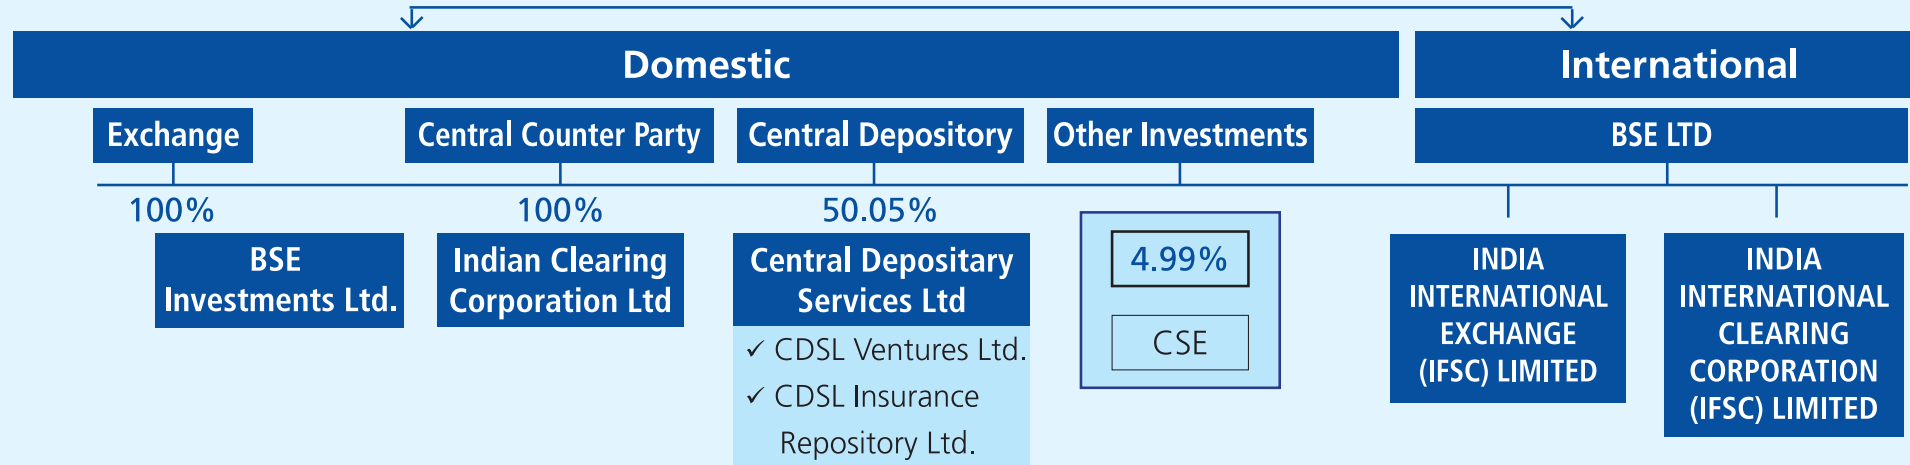 Domestic
International
Exchange
Central Counter Party
Central Depository
Other Investments
BSE LTD
100%
100%
50.05%
BSE
Investments Ltd.
Indian Clearing
Corporation Ltd
Central Depositary
Services Ltd
✓ CDSL Ventures Ltd.
✓ CDSL Insurance
Repository Ltd.
4.99%
CSE
INDIA
INTERNATIONAL
EXCHANGE
(IFSC) LIMITED
INDIA
INTERNATIONAL
CLEARING
CORPORATION
(IFSC) LIMITED